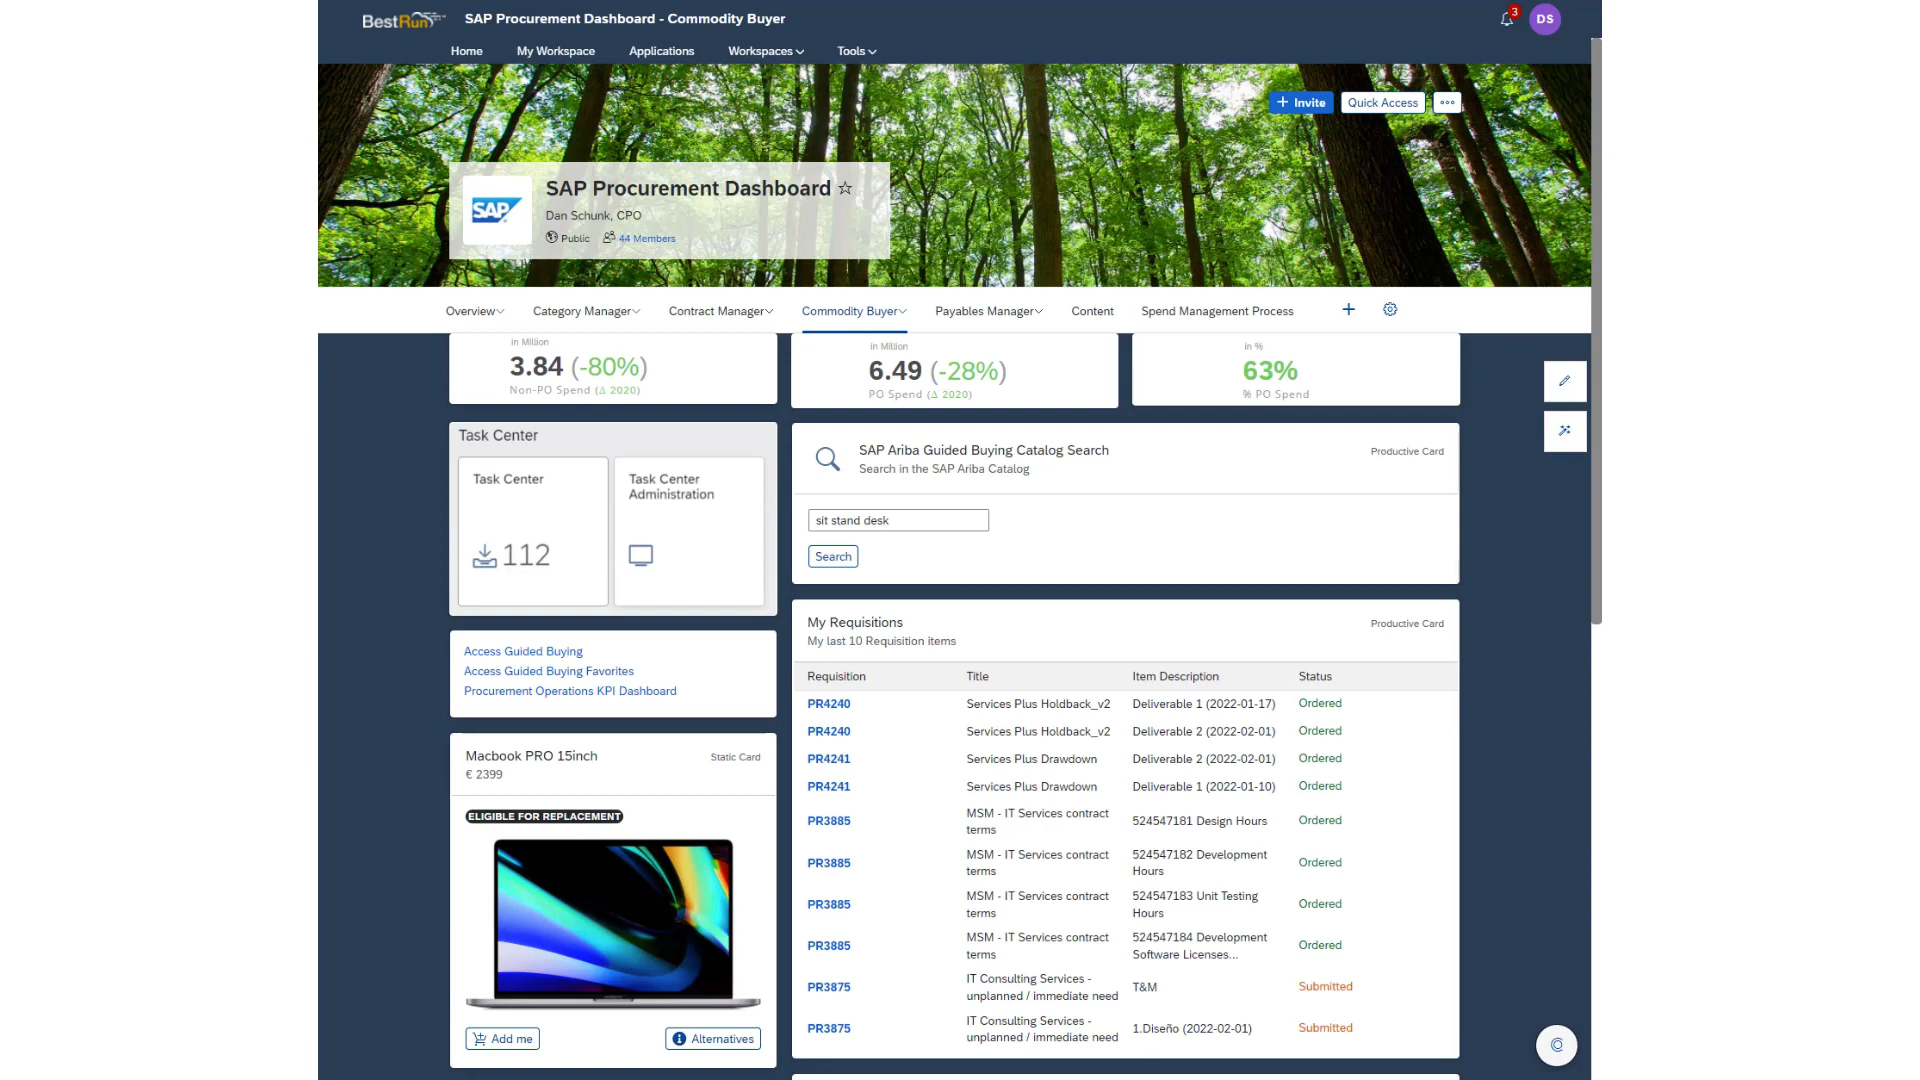 BestRun
SAP Procurement Dashboard - Commodity Buyer
3
DS
Home
My Workspace
Applications
Workspaces
Tools
+ Invite
Quick Access
SAP
SAP Procurement Dashboard
Dan Schunk, CPO
Public
44 Members
Overview
Category Manager
Contract Manager
Commodity Buyer
Payables Manager
Content
Spend Management Process
in Million
3.84 (-80%)
Non-PO Spend (Δ 2020)
in Million
6.49 (-28%)
PO Spend (Δ 2020)
in %
63%
% PO Spend
Task Center
Task Center
112
Task Center
Administration
SAP Ariba Guided Buying Catalog Search
Search in the SAP Ariba Catalog
Productive Card
sit stand desk
Search
Access Guided Buying
Access Guided Buying Favorites
Procurement Operations KPI Dashboard
Macbook PRO 15inch
€ 2399
Static Card
ELIGIBLE FOR REPLACEMENT
Add me
Alternatives
My Requisitions
My last 10 Requisition items
Productive Card
Requisition Title Item Description Status
PR4240 Services Plus Holdback_v2 Deliverable 1 (2022-01-17) Ordered
PR4240 Services Plus Holdback_v2 Deliverable 2 (2022-02-01) Ordered
PR4241 Services Plus Drawdown Deliverable 2 (2022-02-01) Ordered
PR4241 Services Plus Drawdown Deliverable 1 (2022-01-10) Ordered
PR3885 MSM - IT Services contract
terms 524547181 Design Hours Ordered
PR3885 MSM - IT Services contract
terms 524547182 Development
Hours Ordered
PR3885 MSM - IT Services contract
terms 524547183 Unit Testing
Hours Ordered
PR3885 MSM - IT Services contract
terms 524547184 Development
Software Licenses... Ordered
PR3875 IT Consulting Services -
unplanned / immediate need T&M Submitted
PR3875 IT Consulting Services -
unplanned / immediate need 1.Diseño (2022-02-01) Submitted